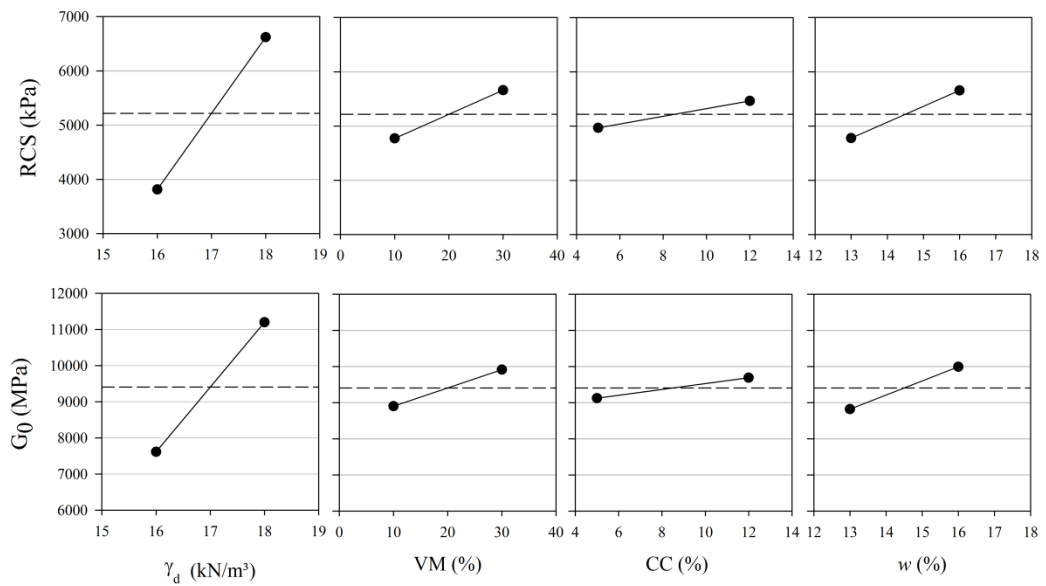 7000
6000
5000
4000
3000
RCS (kPa)
15 16 17 18 19
0 10 20 30 40
4 6 8 10 12 14
12 13 14 15 16 17 18
12000
11000
10000
9000
8000
7000
6000
G0 (MPa)
15 16 17 18 19
0 10 20 30 40
4 6 8 10 12 14
12 13 14 15 16 17 18
γd (kN/m³)
VM (%)
CC (%)
w (%)